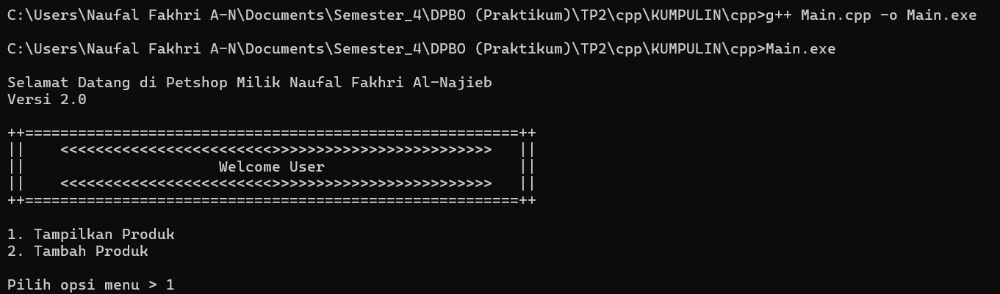 C:\Users\Naufal Fakhri A-N\Documents\Semester_4\DPBO (Praktikum)\TP2\cpp\KUMPULIN\cpp>g++ Main.cpp -o Main.exe
C:\Users\Naufal Fakhri A-N\Documents\Semester_4\DPBO (Praktikum)\TP2\cpp\KUMPULIN\cpp>Main.exe
Selamat Datang di Petshop Milik Naufal Fakhri Al-Najieb
Versi 2.0
++========================================================++
||    <<<<<<<<<<<<<<<<<<<<<<<<>>>>>>>>>>>>>>>>>>>>>>>>>   ||
||                      Welcome User                      ||
||    <<<<<<<<<<<<<<<<<<<<<<<<>>>>>>>>>>>>>>>>>>>>>>>>>   ||
++========================================================++
1. Tampilkan Produk
2. Tambah Produk
Pilih opsi menu > 1